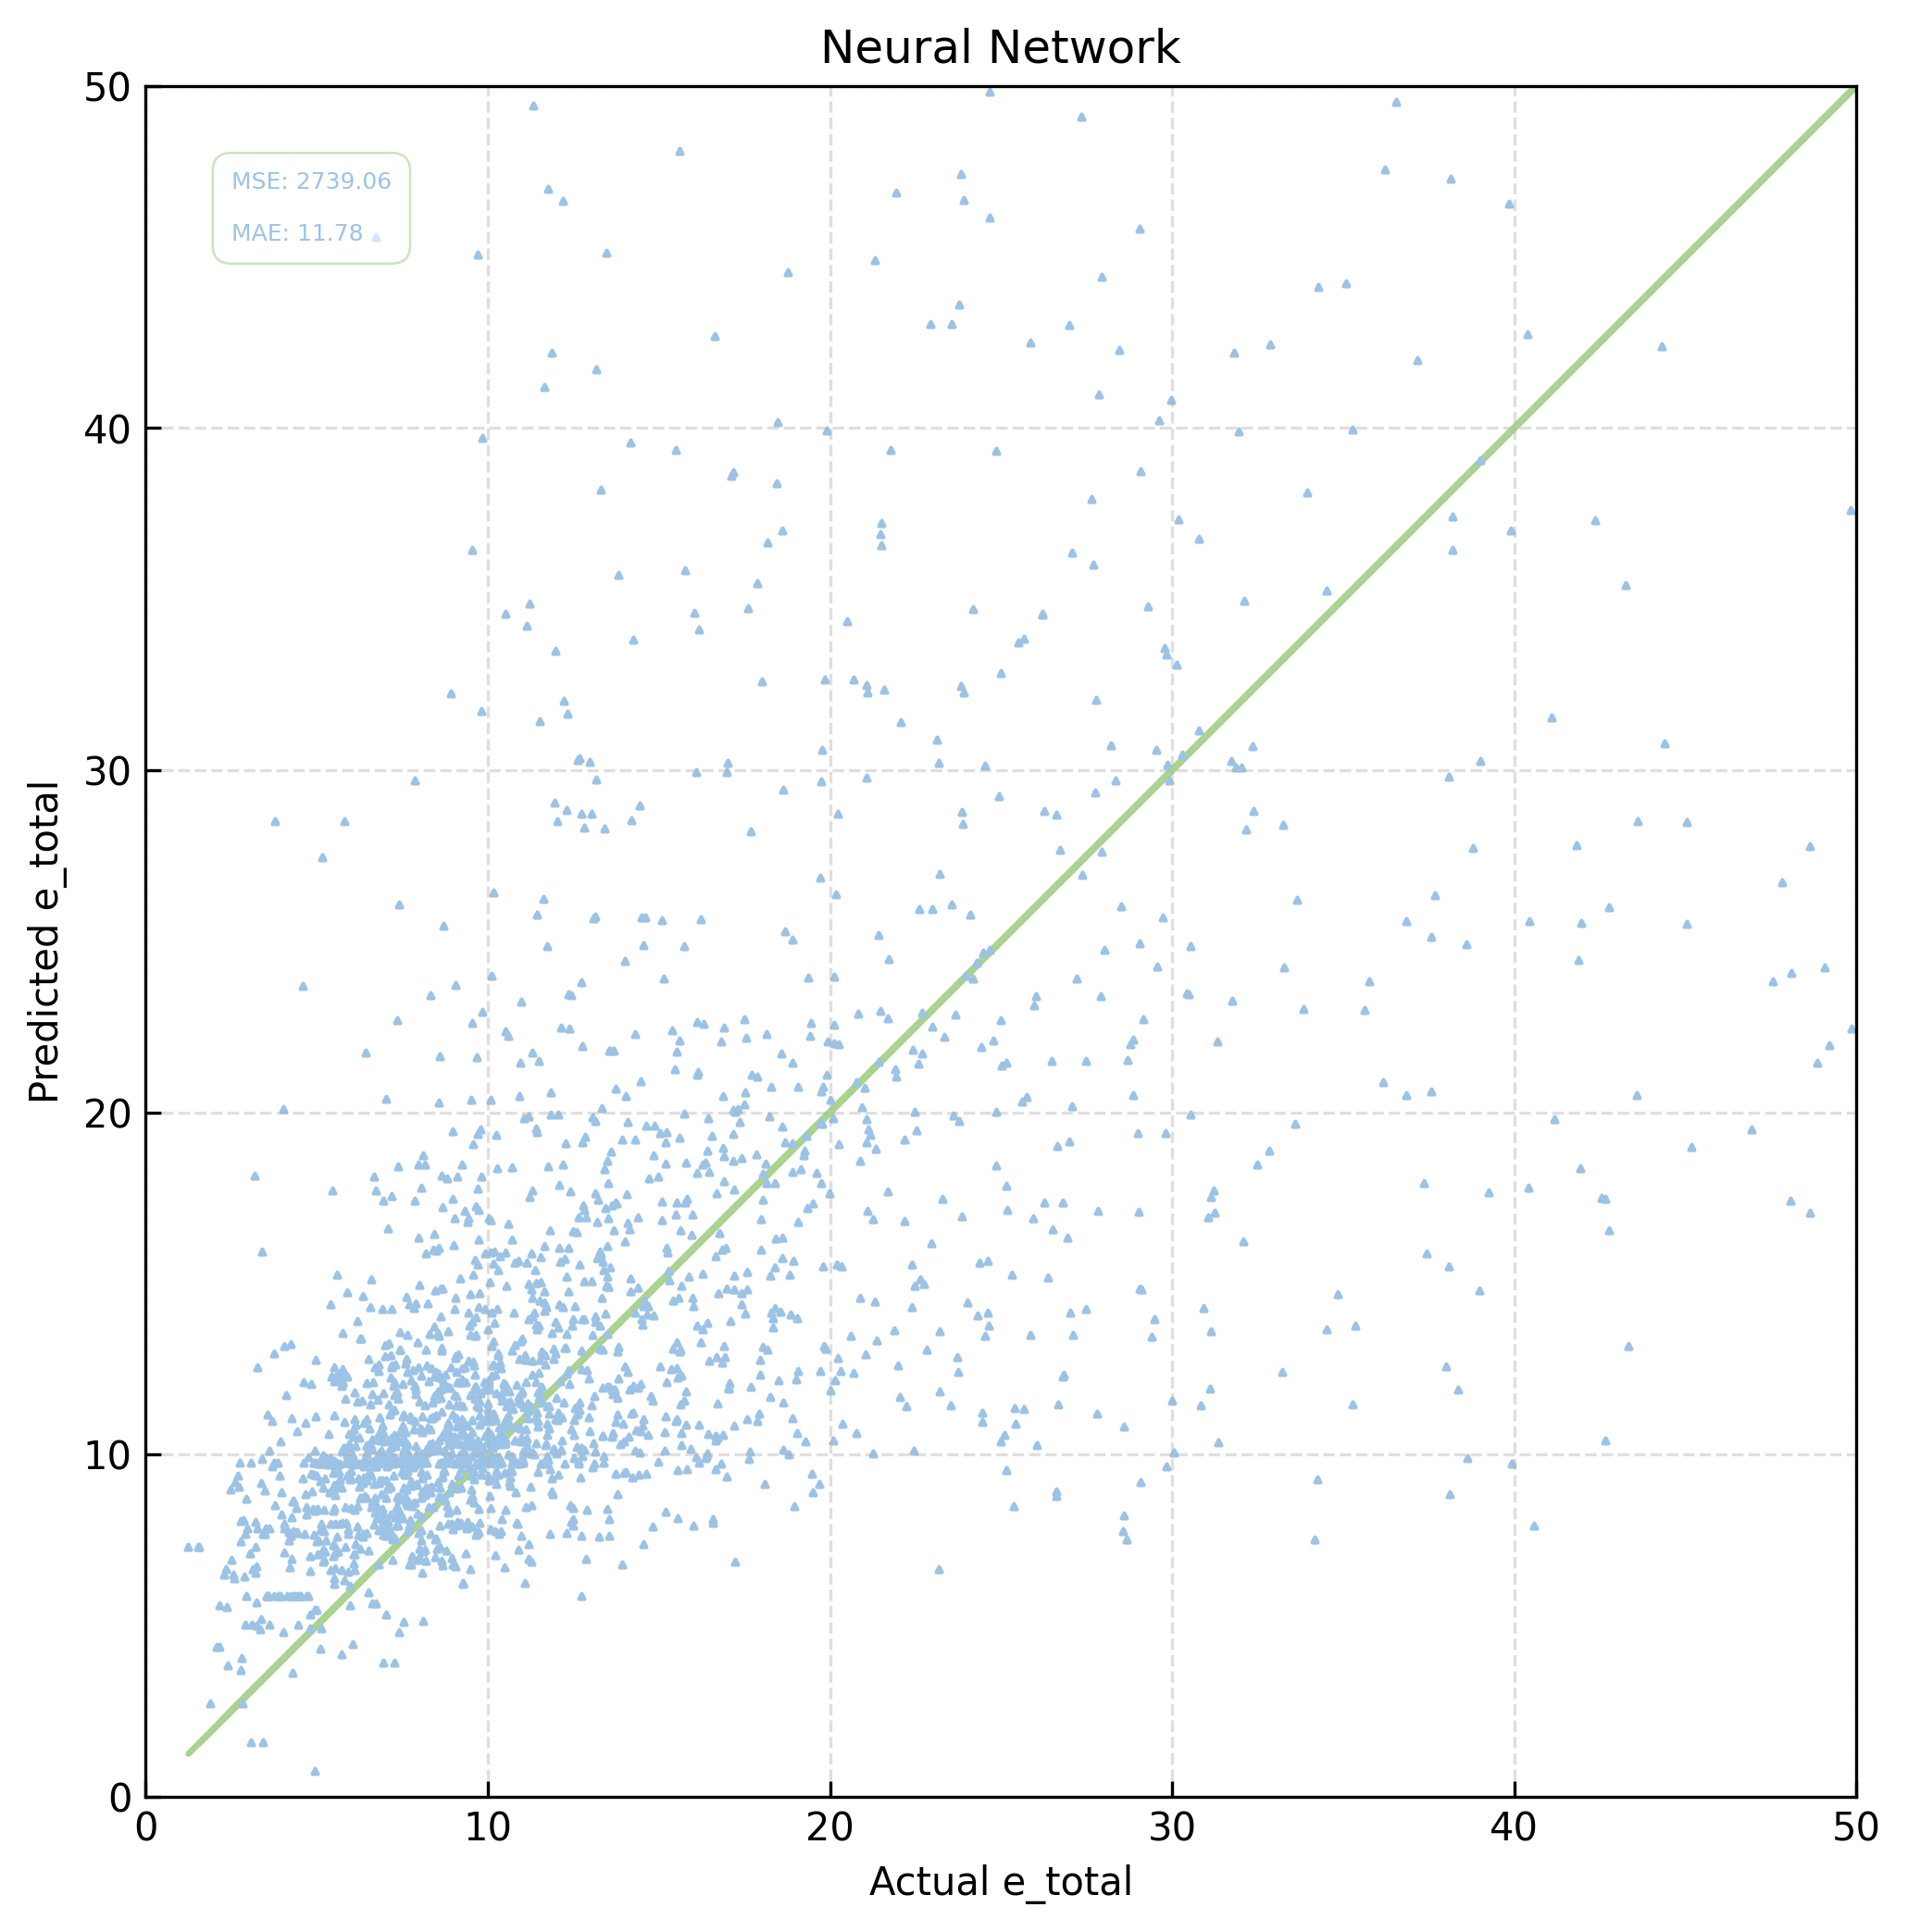 Neural Network
MSE: 2739.06
MAE: 11.78
Predicted e_total
50
40
30
20
10
0
0 10 20 30 40 50
Actual e_total